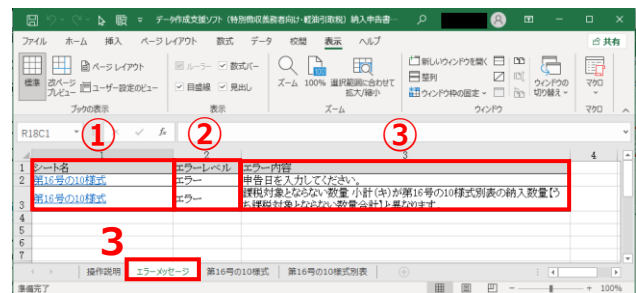 データ作成支援ソフト（特別徴収義務者向け-軽油引取税）納入申告書…
ファイル ホーム 挿入 ページレイアウト 数式 データ 校閲 表示 ヘルプ 共有
標準 改ページ プレビュー ページレイアウト ユーザー設定のビュー
ルーラー 数式バー
目盛線 見出し
ズーム 100% 選択範囲に合わせて 拡大/縮小
新しいウィンドウを開く
整列
ウィンドウ枠の固定
ウィンドウの 切り替え
マクロ
ブックの表示 表示 ズーム ウィンドウ マクロ
R18C1 fx
① ② ③
1 2 3 4
1 シート名 エラーレベル エラー内容
2 第16号の10様式 エラー 申告日を入力してください。
3 第16号の10様式 エラー 課税対象とならない数量 小計(キ)が第16号の10様式別表の納入数量【う
ち課税対象とならない数量合計】と異なります。
4
5
6
7
3
操作説明 エラーメッセージ 第16号の10様式 第16号の10様式別表
準備完了 100%